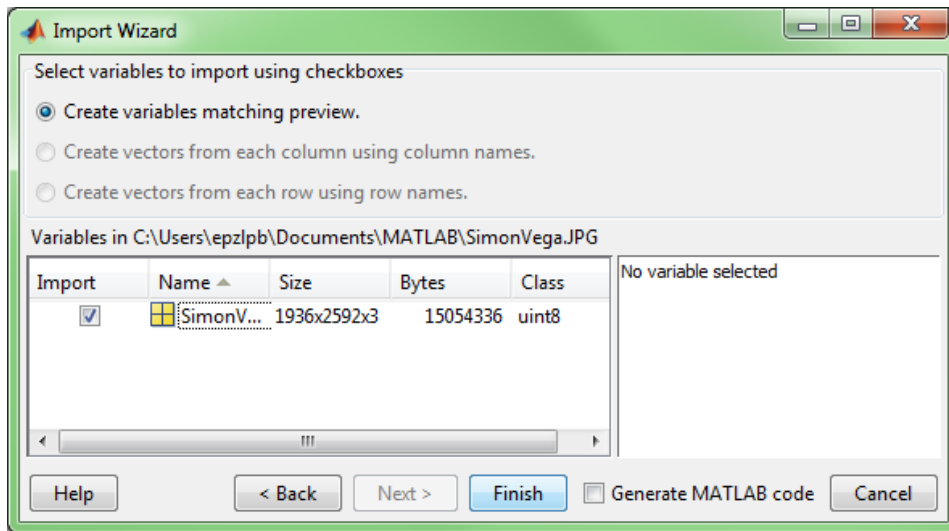 Import Wizard
Select variables to import using checkboxes
Create variables matching preview.
Create vectors from each column using column names.
Create vectors from each row using row names.
Variables in C:\Users\epzlpb\Documents\MATLAB\SimonVega.JPG
Import Name Size Bytes Class
SimonV... 1936x2592x3 15054336 uint8
No variable selected
Help < Back Next > Finish Generate MATLAB code Cancel